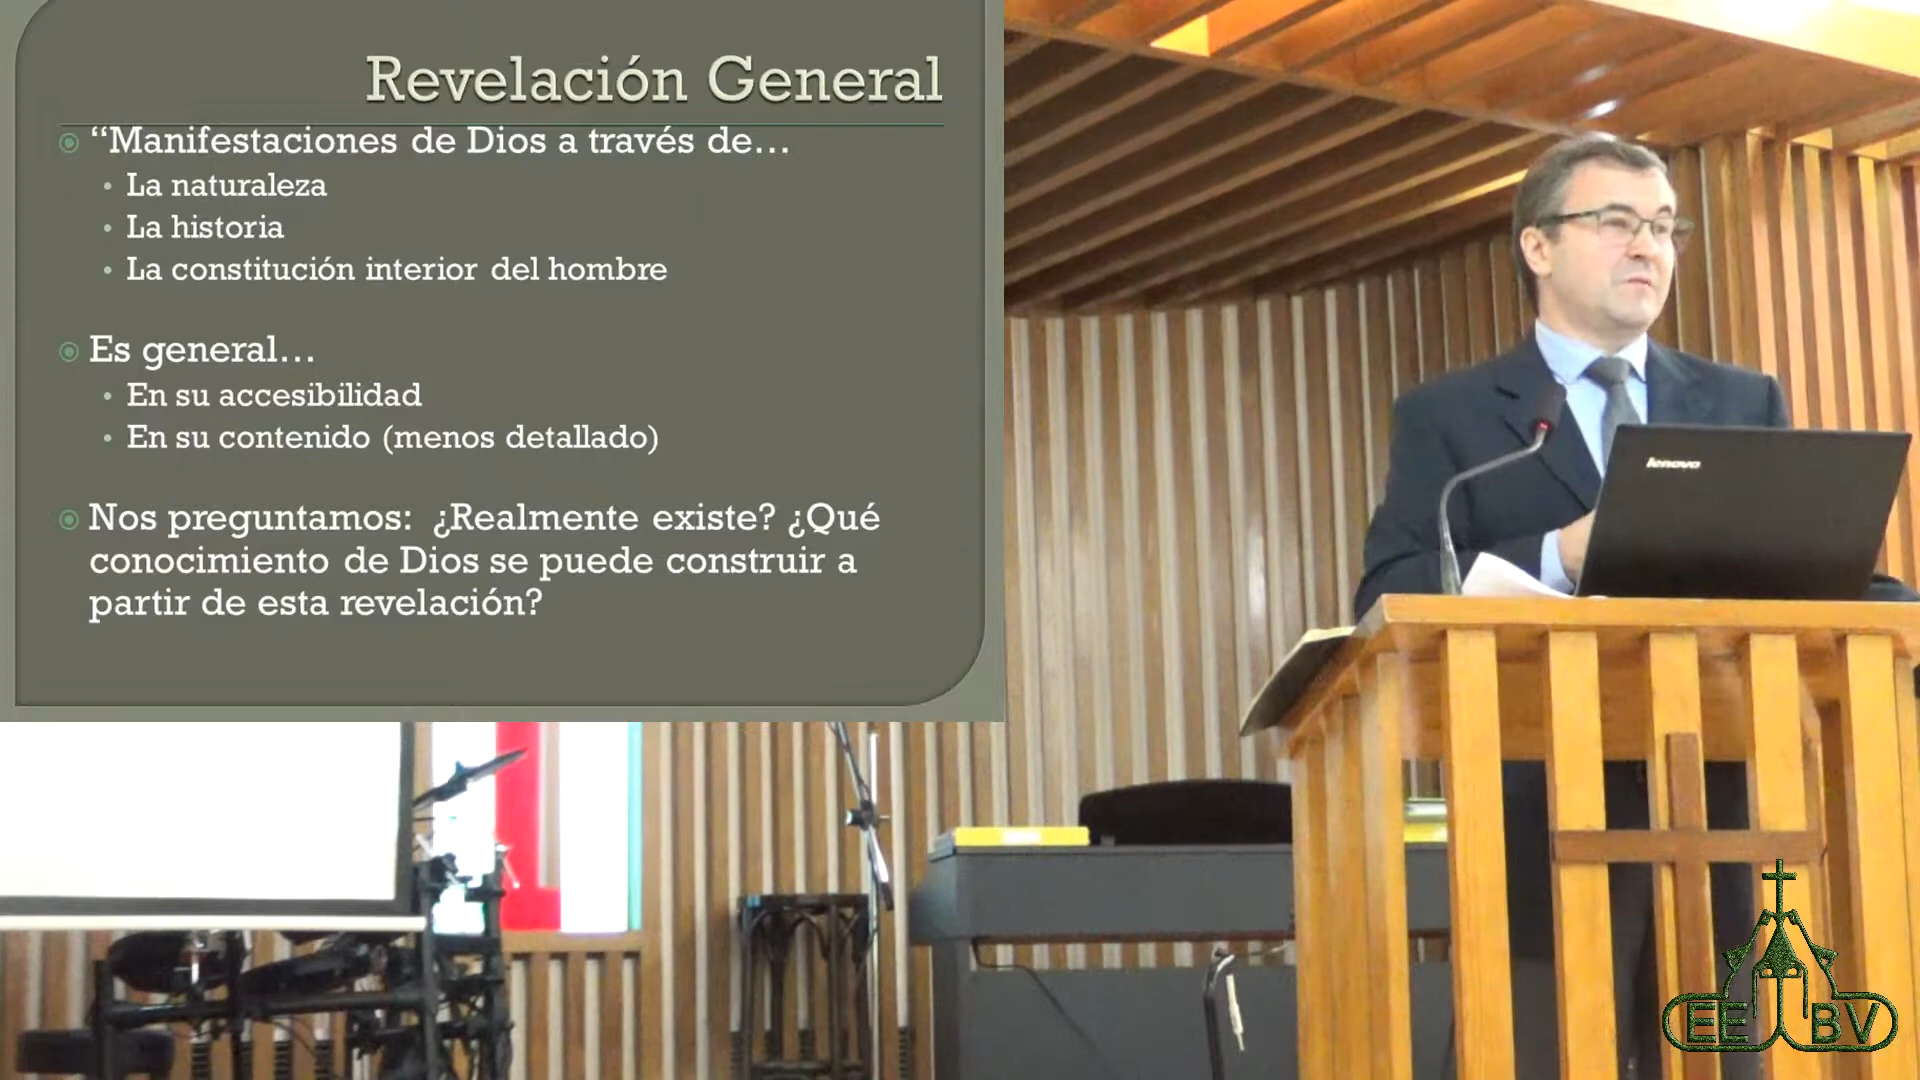 Revelación General
“Manifestaciones de Dios a través de…
La naturaleza
La historia
La constitución interior del hombre
Es general…
En su accesibilidad
En su contenido (menos detallado)
Nos preguntamos: ¿Realmente existe? ¿Qué
conocimiento de Dios se puede construir a
partir de esta revelación?
lenovo
EE BV